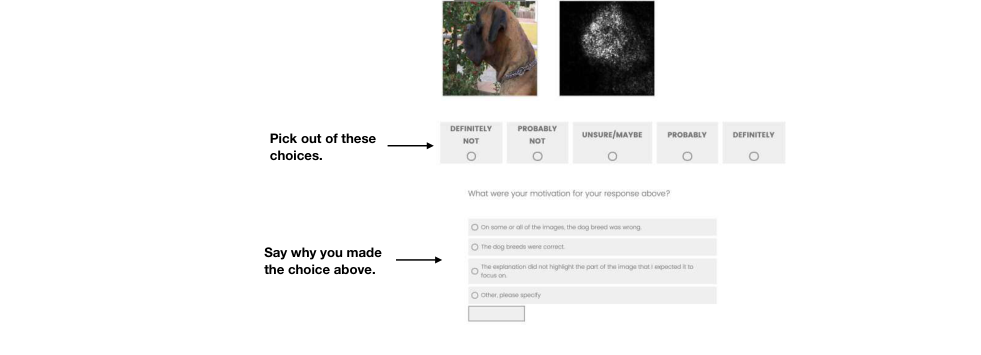 Pick out of these
choices.
DEFINITELY
NOT
PROBABLY
NOT
UNSURE/MAYBE
PROBABLY
DEFINITELY
What were your motivation for your response above?
Say why you made
the choice above.
On some or all of the images, the dog breed was wrong.
The dog breeds were correct.
The explanation did not highlight the part of the image that I expected it to
focus on.
Other, please specify